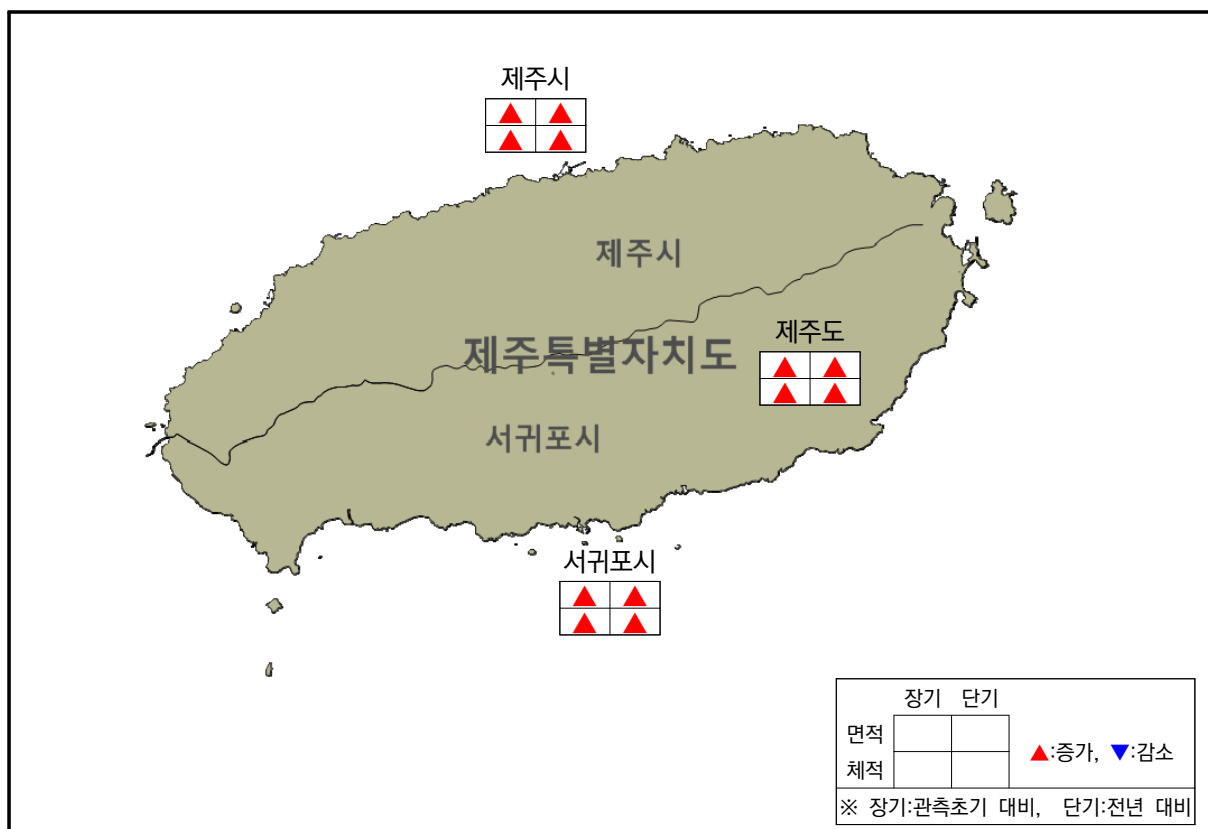 제주시
▲ ▲
▲ ▲
제주시
제주도
▲ ▲
▲ ▲
제주특별자치도
서귀포시
서귀포시
▲ ▲
▲ ▲
장기 단기
면적
▲:증가, ▼:감소
체적
※ 장기:관측초기 대비, 단기:전년 대비